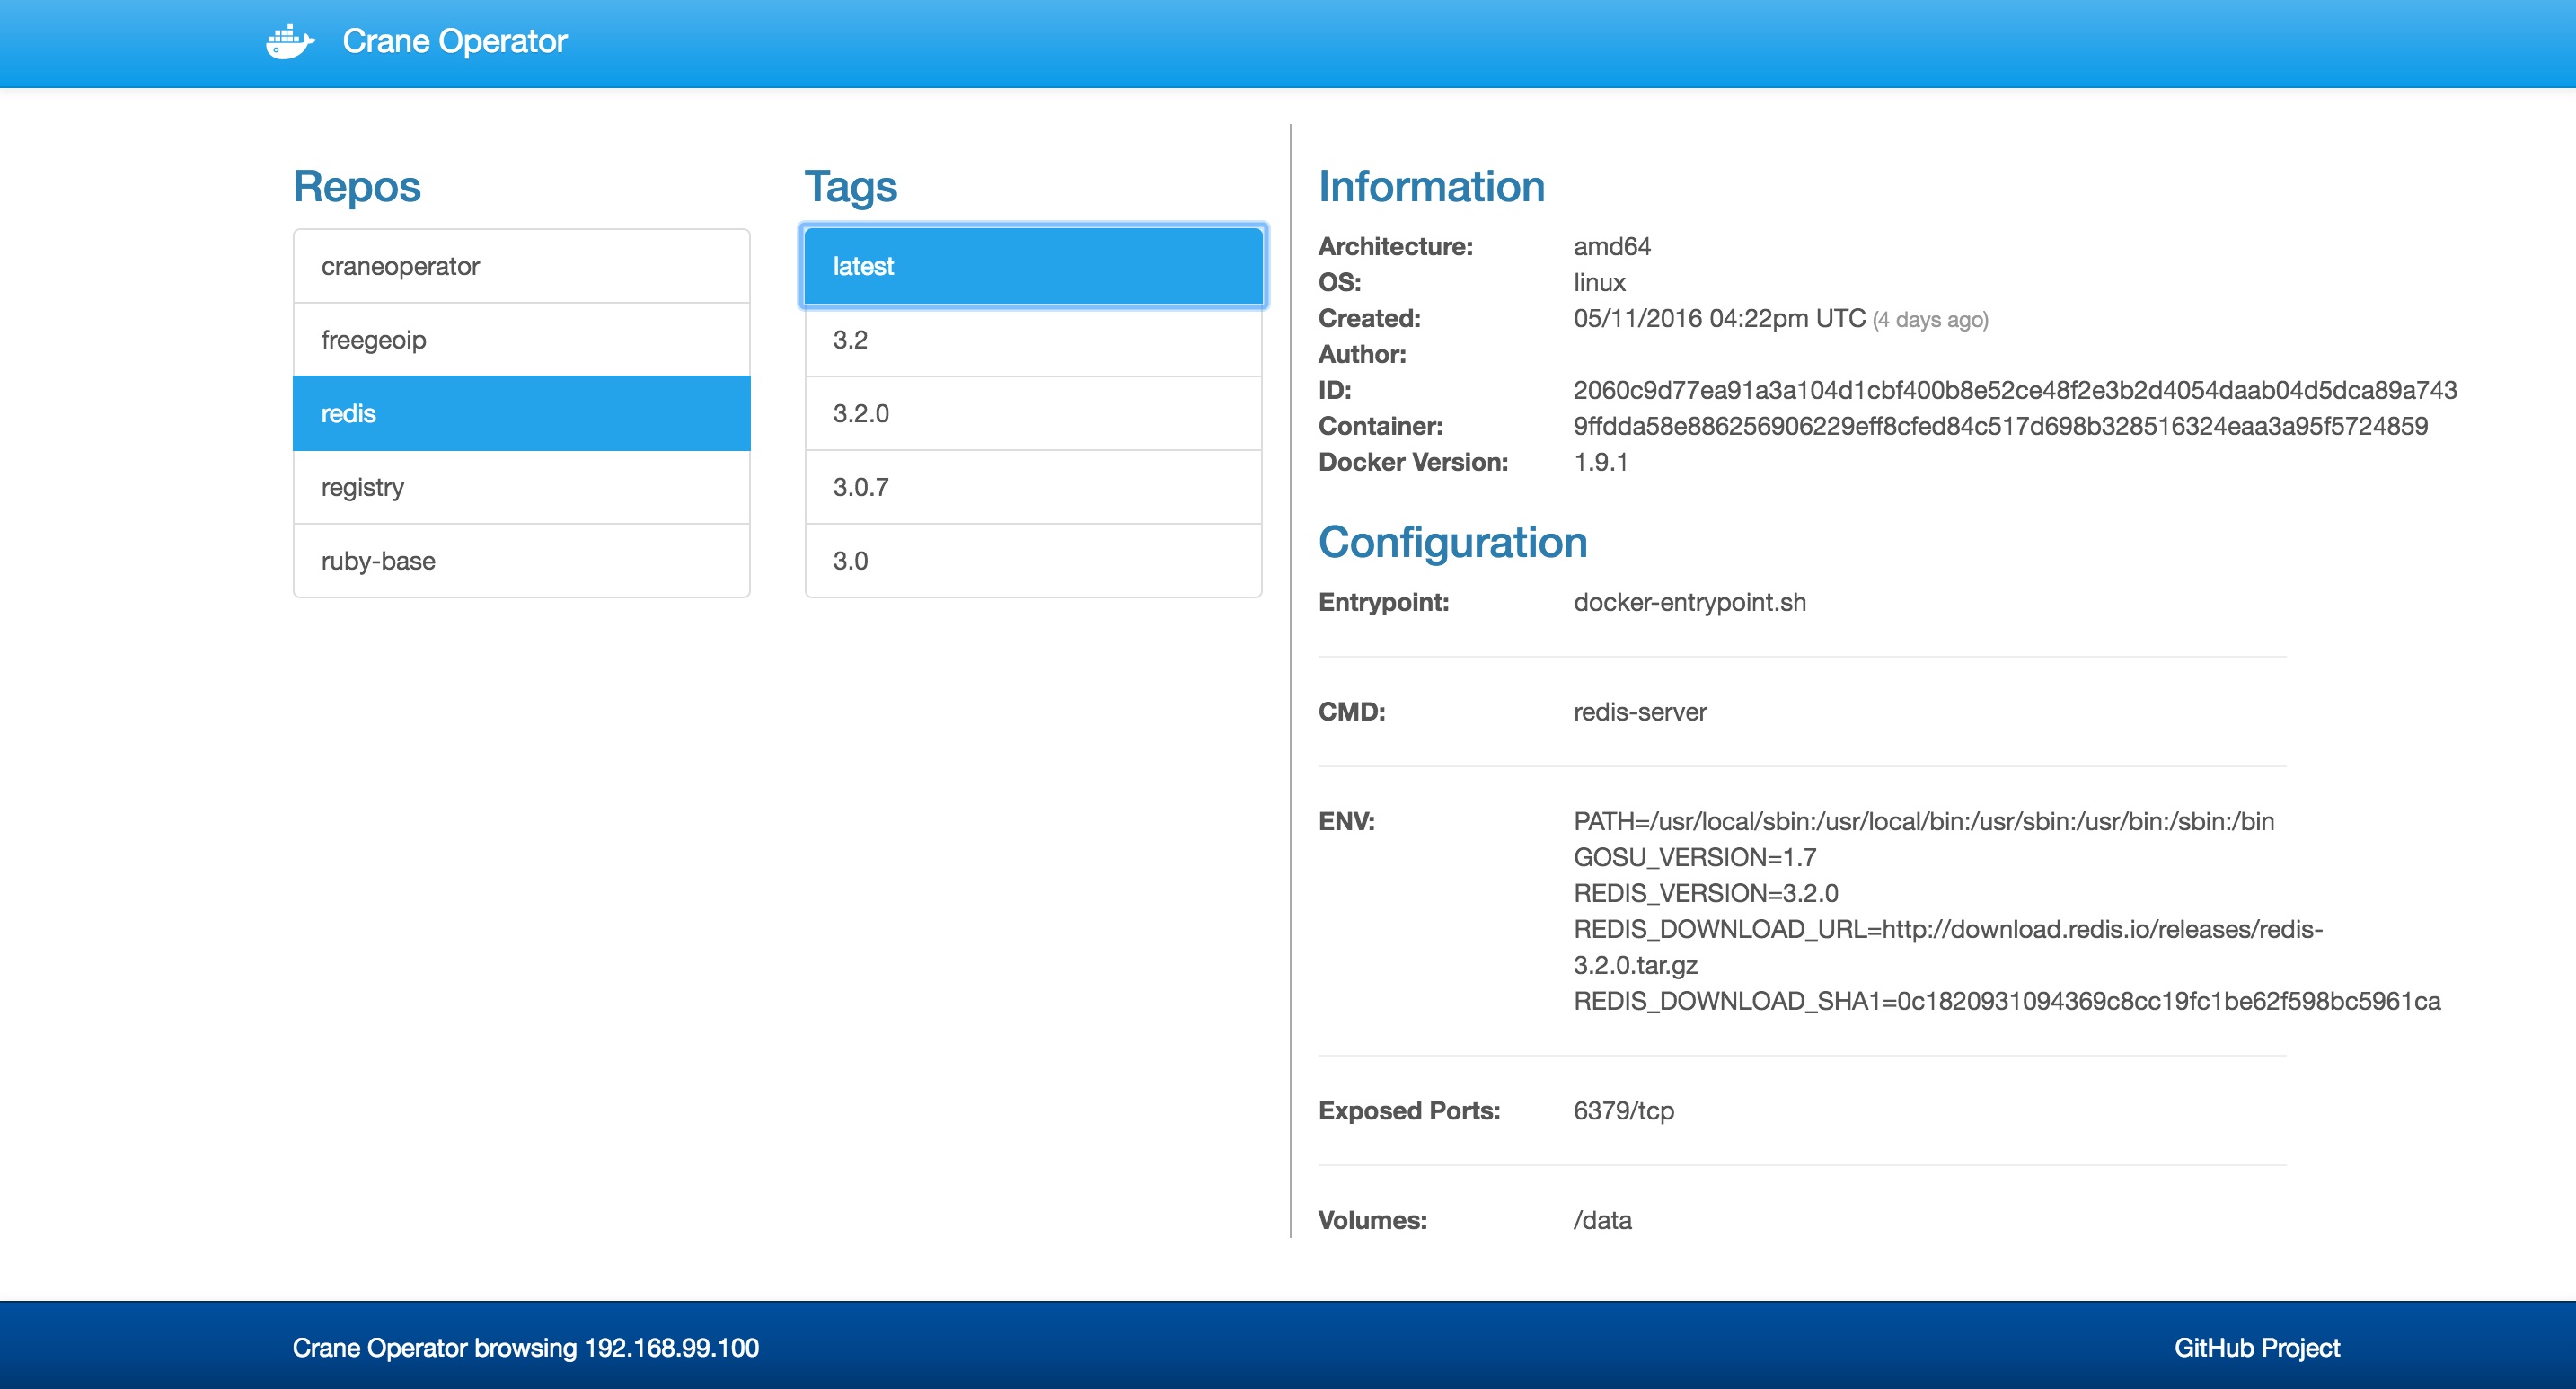 Crane Operator
Repos
craneoperator
freegeoip
redis
registry
ruby-base
Tags
latest
3.2
3.2.0
3.0.7
3.0
Information
Architecture: amd64
OS: linux
Created: 05/11/2016 04:22pm UTC (4 days ago)
Author:
ID: 2060c9d77ea91a3a104d1cbf400b8e52ce48f2e3b2d4054daab04d5dca89a743
Container: 9ffdda58e886256906229eff8cfed84c517d698b328516324eaa3a95f5724859
Docker Version: 1.9.1
Configuration
Entrypoint: docker-entrypoint.sh
CMD: redis-server
ENV: PATH=/usr/local/sbin:/usr/local/bin:/usr/sbin:/usr/bin:/sbin:/bin
GOSU_VERSION=1.7
REDIS_VERSION=3.2.0
REDIS_DOWNLOAD_URL=http://download.redis.io/releases/redis-
3.2.0.tar.gz
REDIS_DOWNLOAD_SHA1=0c1820931094369c8cc19fc1be62f598bc5961ca
Exposed Ports: 6379/tcp
Volumes: /data
Crane Operator browsing 192.168.99.100
GitHub Project